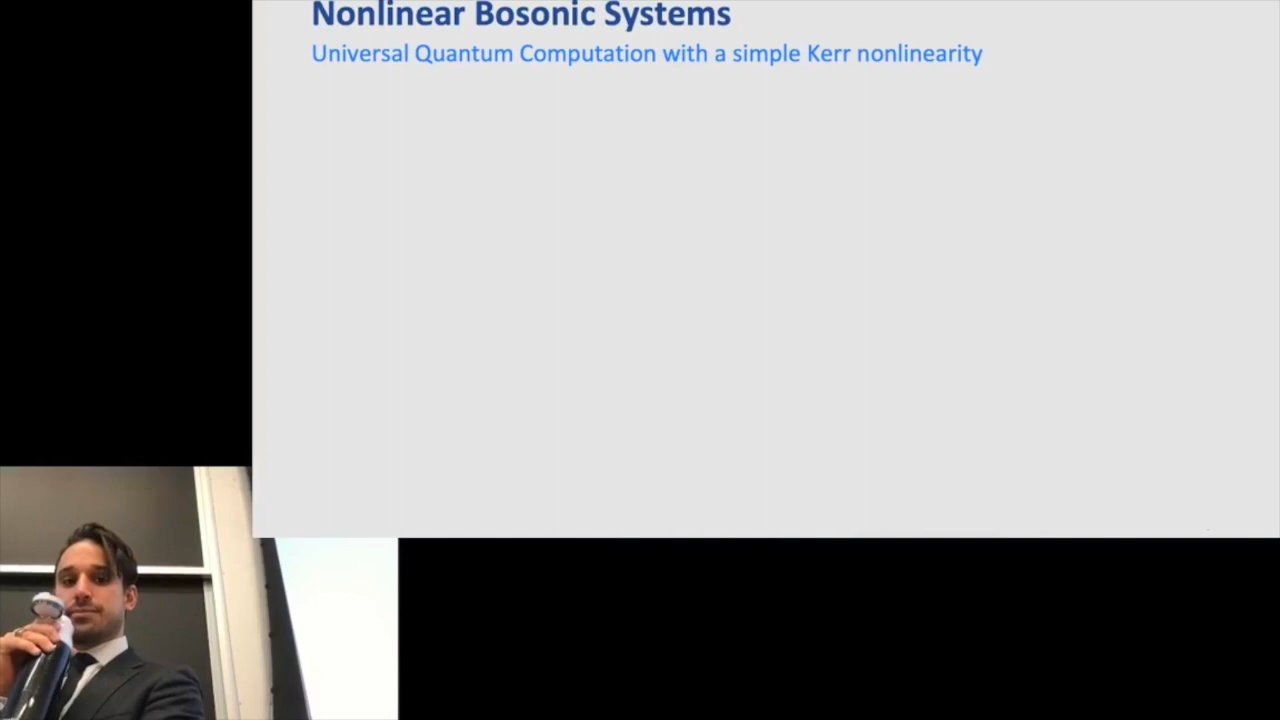 Nonlinear Bosonic Systems
Universal Quantum Computation with a simple Kerr nonlinearity